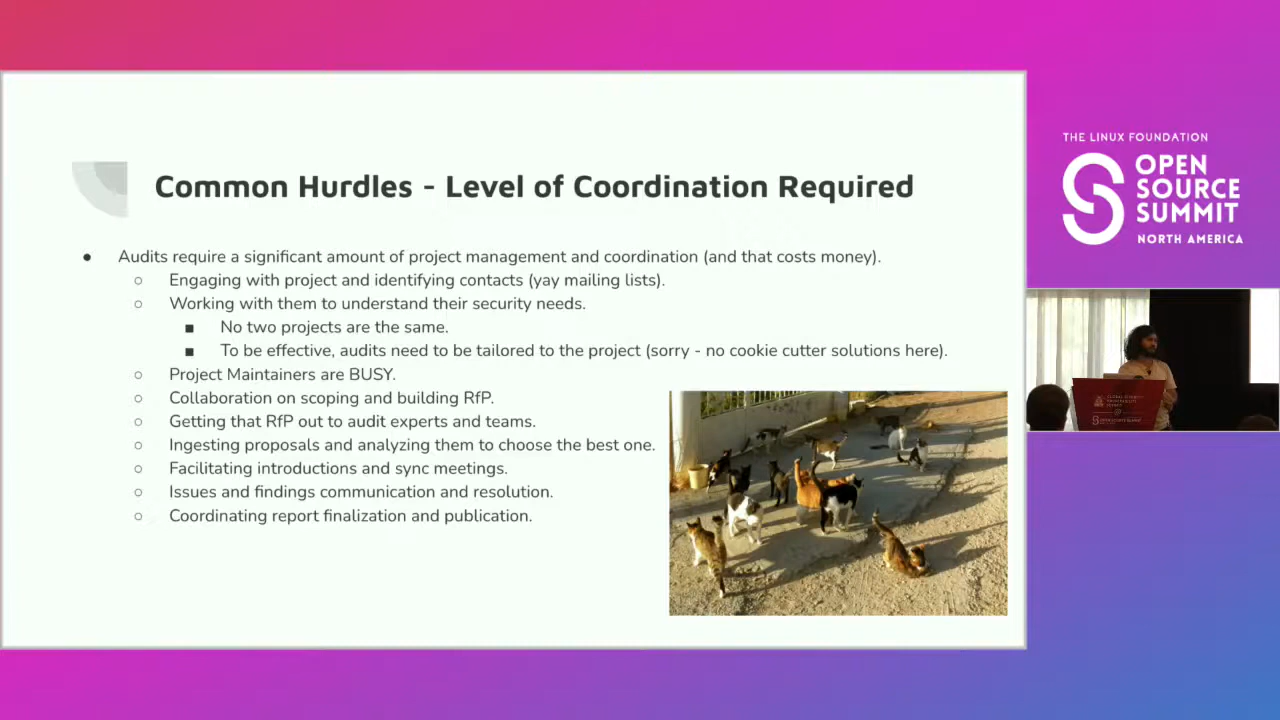 Common Hurdles - Level of Coordination Required
● Audits require a significant amount of project management and coordination (and that costs money).
○ Engaging with project and identifying contacts (yay mailing lists).
○ Working with them to understand their security needs.
■ No two projects are the same.
■ To be effective, audits need to be tailored to the project (sorry - no cookie cutter solutions here).
○ Project Maintainers are BUSY.
○ Collaboration on scoping and building RfP.
○ Getting that RfP out to audit experts and teams.
○ Ingesting proposals and analyzing them to choose the best one.
○ Facilitating introductions and sync meetings.
○ Issues and findings communication and resolution.
○ Coordinating report finalization and publication.
THE LINUX FOUNDATION
OPEN
SOURCE
SUMMIT
NORTH AMERICA